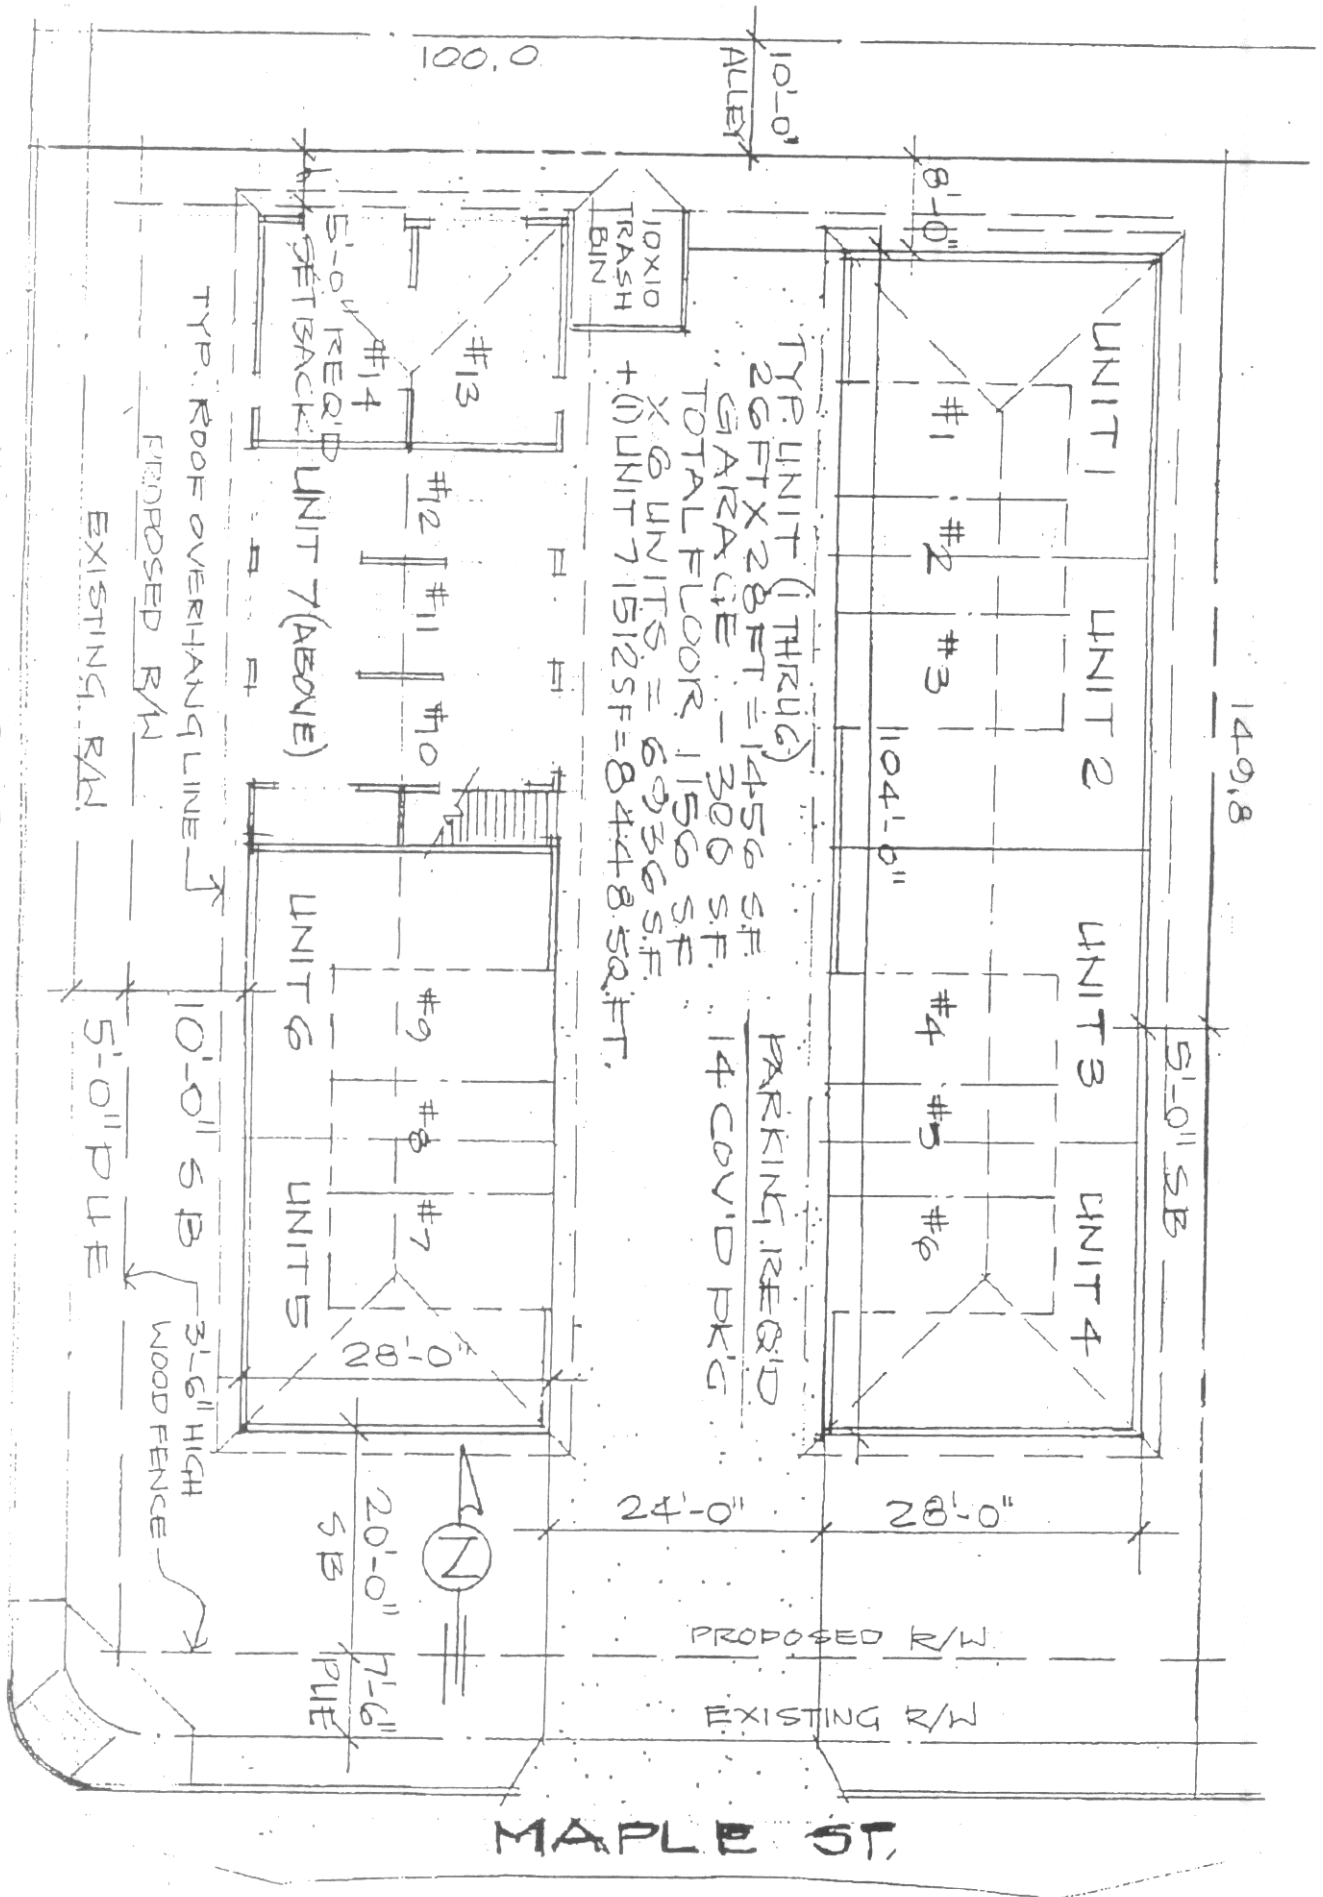 100.0
10'-0"
ALLEY
8'-0"
10X10
TRASH
BIN
5'-0" REQ'D
SETBACK
#14
#13
#12
#11
#10
UNIT 7 (ABOVE)
TYP. ROOF OVERHANG LINE
PROPOSED R/W
EXISTING R/W
TYP. UNIT (1 THRU 6)
26 FT X 28 FT = 1456 S.F.
GARAGE - 300 S.F.
TOTAL FLOOR 1156 S.F.
X 6 UNITS = 6936 S.F.
+ (1) UNIT 7 1512 SF = 8448 SQ. FT.
UNIT 1
UNIT 2
UNIT 3
UNIT 4
#1
#2
#3
#4
#5
#6
104'-0"
149.8
5'-0" SB
PARKING REQ'D
14 COV'D PK'G
UNIT 6
UNIT 5
#9
#8
#7
28'-0"
10'-0" SB
5'-0" PUE
3'-6" HIGH
WOOD FENCE
20'-0"
SB
7'-6"
PUE
N
24'-0"
28'-0"
PROPOSED R/W
EXISTING R/W
MAPLE ST.